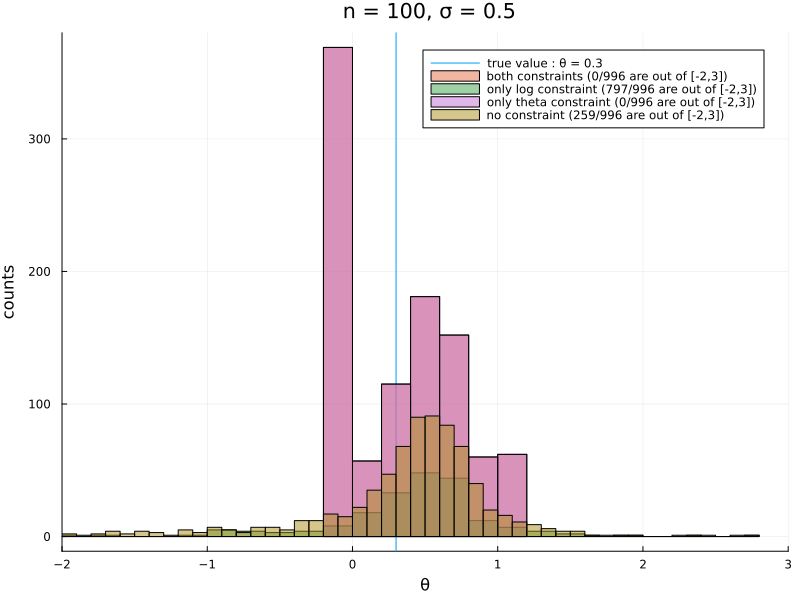 n = 100, σ = 0.5
true value : θ = 0.3
both constraints (0/996 are out of [-2,3])
only log constraint (797/996 are out of [-2,3])
only theta constraint (0/996 are out of [-2,3])
no constraint (259/996 are out of [-2,3])
300
200
100
0
counts
−2 −1 0 1 2 3
θ